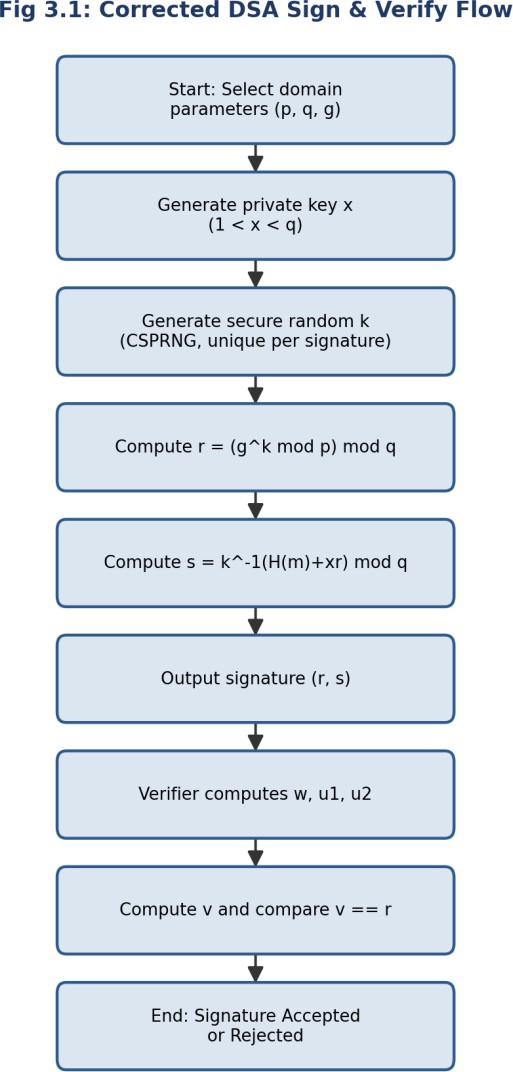 Fig 3.1: Corrected DSA Sign & Verify Flow
Start: Select domain
parameters (p, q, g)
Generate private key x
(1 < x < q)
Generate secure random k
(CSPRNG, unique per signature)
Compute r = (g^k mod p) mod q
Compute s = k^-1(H(m)+xr) mod q
Output signature (r, s)
Verifier computes w, u1, u2
Compute v and compare v == r
End: Signature Accepted
or Rejected